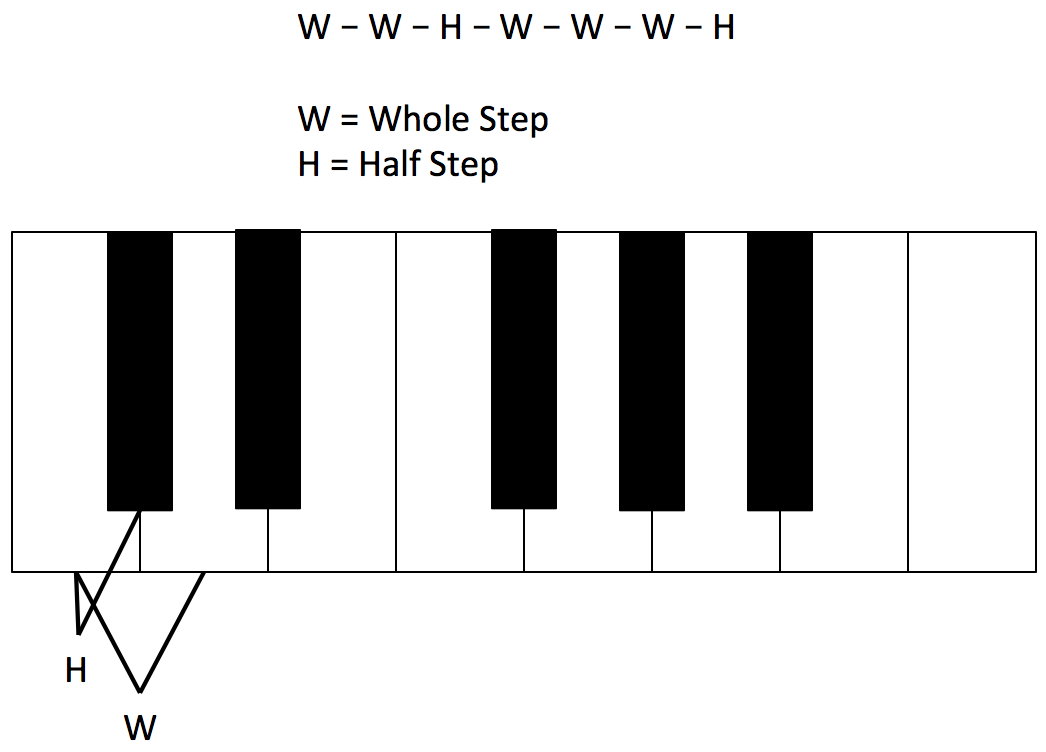 W – W – H – W – W – W – H
W = Whole Step
H = Half Step
H
W